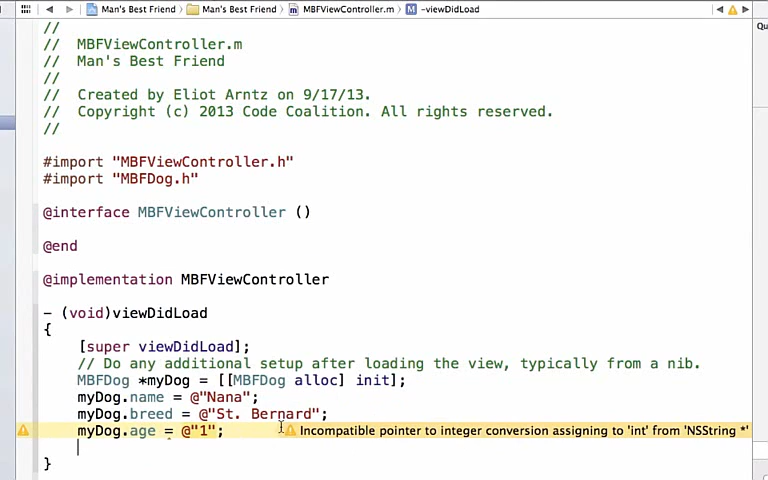 Man's Best Friend Man's Best Friend MBFViewController.m M -viewDidLoad
//
//  MBFViewController.m
//  Man's Best Friend
//
//  Created by Eliot Arntz on 9/17/13.
//  Copyright (c) 2013 Code Coalition. All rights reserved.
//
#import "MBFViewController.h"
#import "MBFDog.h"
@interface MBFViewController ()
@end
@implementation MBFViewController
- (void)viewDidLoad
{
[super viewDidLoad];
// Do any additional setup after loading the view, typically from a nib.
MBFDog *myDog = [[MBFDog alloc] init];
myDog.name = @"Nana";
myDog.breed = @"St. Bernard";
myDog.age = @"1"; Incompatible pointer to integer conversion assigning to 'int' from 'NSString *'
}
Qu